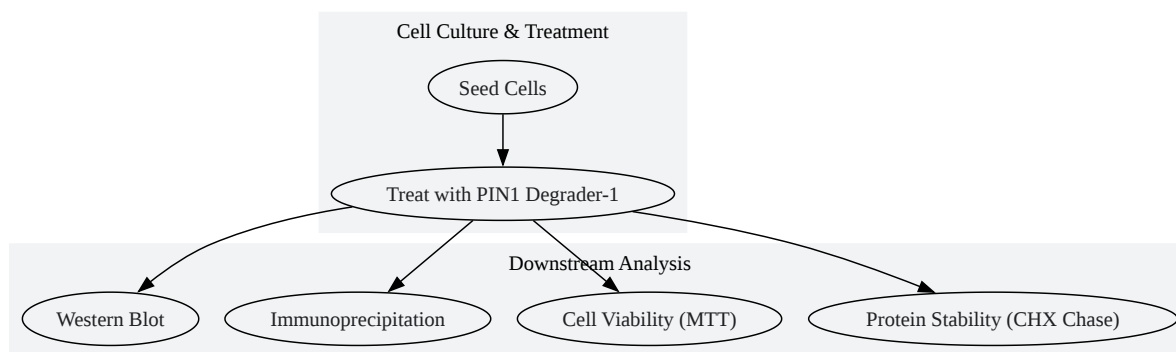 Cell Culture & Treatment
Seed Cells
Treat with PIN1 Degrader-1
Downstream Analysis
Western Blot
Immunoprecipitation
Cell Viability (MTT)
Protein Stability (CHX Chase)